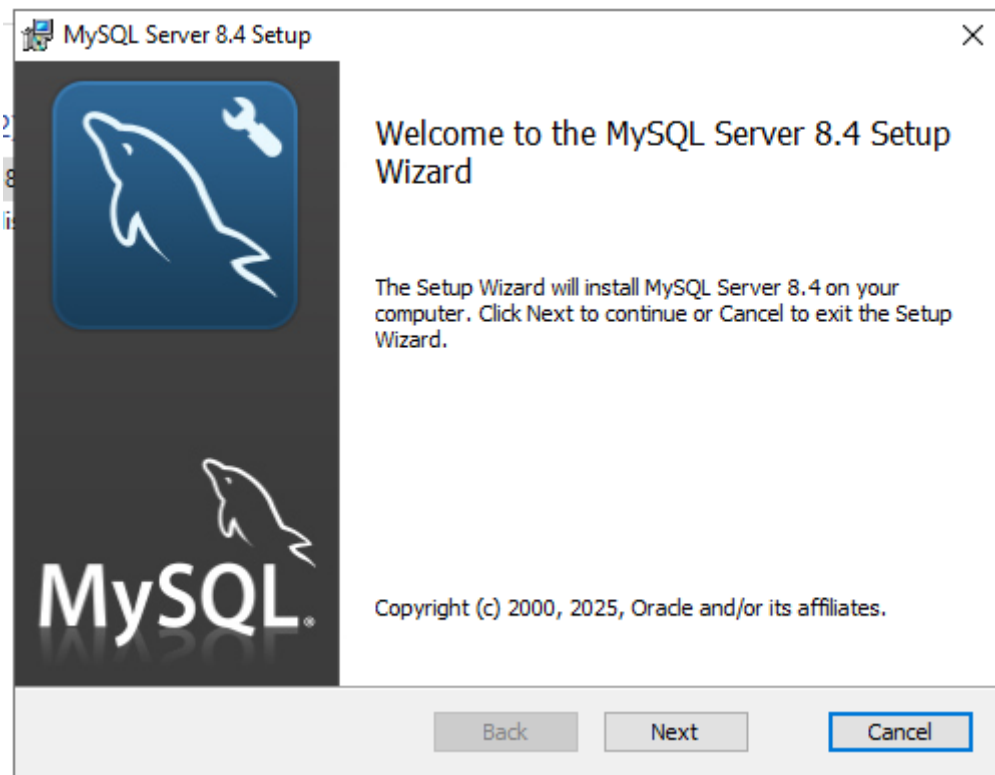 MySQL Server 8.4 Setup
Welcome to the MySQL Server 8.4 Setup
Wizard
The Setup Wizard will install MySQL Server 8.4 on your
computer. Click Next to continue or Cancel to exit the Setup
Wizard.
MySQL®
Copyright (c) 2000, 2025, Oracle and/or its affiliates.
Back
Next
Cancel